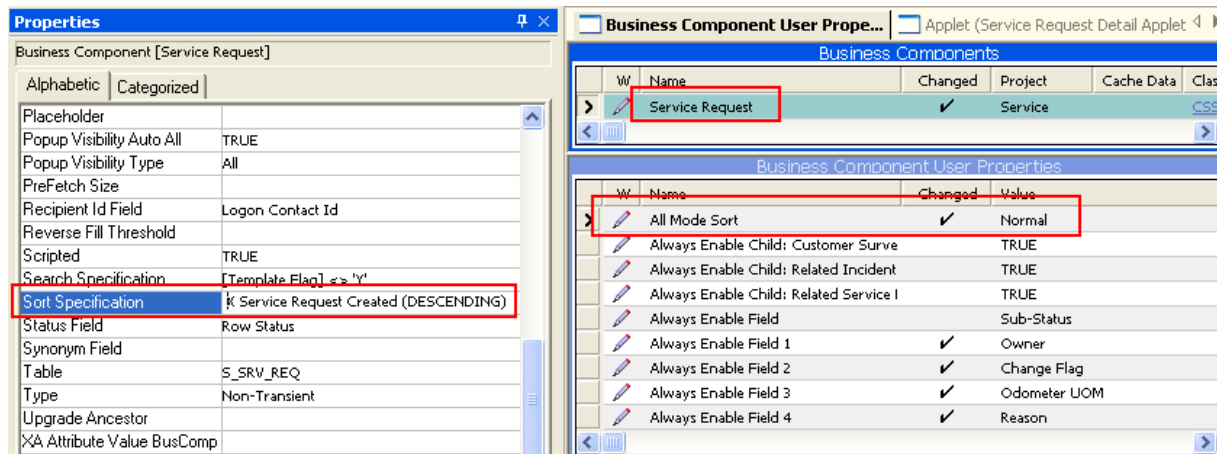 Properties
Business Component [Service Request]
Alphabetic Categorized
Placeholder
Popup Visibility Auto All TRUE
Popup Visibility Type All
PreFetch Size
Recipient Id Field Logon Contact Id
Reverse Fill Threshold
Scripted TRUE
Search Specification [Template Flag] <> 'Y'
Sort Specification X Service Request Created (DESCENDING)
Status Field Row Status
Synonym Field
Table S_SRV_REQ
Type Non-Transient
Upgrade Ancestor
XA Attribute Value BusComp
Business Component User Prope... Applet (Service Request Detail Applet
Business Components
W Name Changed Project Cache Data Clas
Service Request ✔ Service CSS
Business Component User Properties
W Name Changed Value
All Mode Sort ✔ Normal
Always Enable Child: Customer Surve TRUE
Always Enable Child: Related Incident TRUE
Always Enable Child: Related Service I TRUE
Always Enable Field Sub-Status
Always Enable Field 1 ✔ Owner
Always Enable Field 2 ✔ Change Flag
Always Enable Field 3 ✔ Odometer UOM
Always Enable Field 4 ✔ Reason